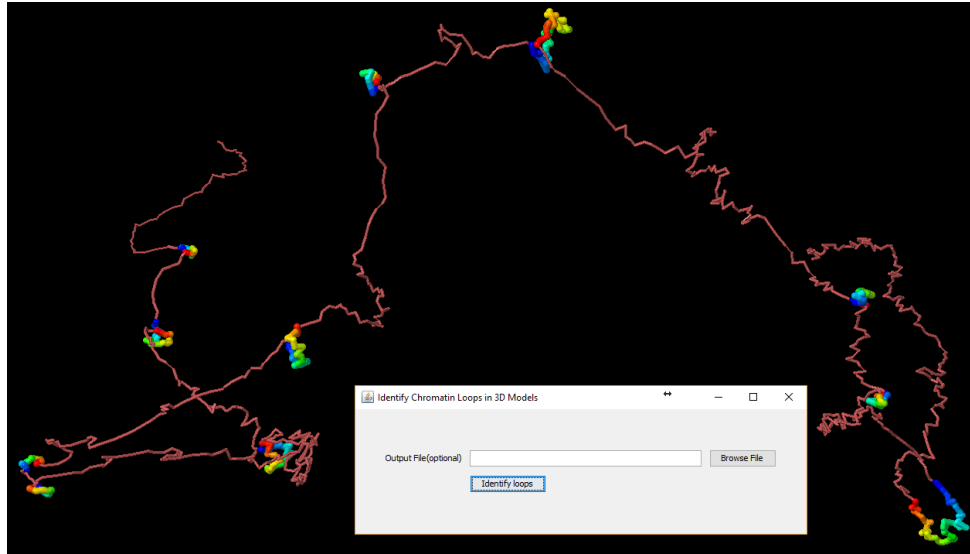 Identify Chromatin Loops in 3D Models
Output File(optional)
Browse File
Identify loops